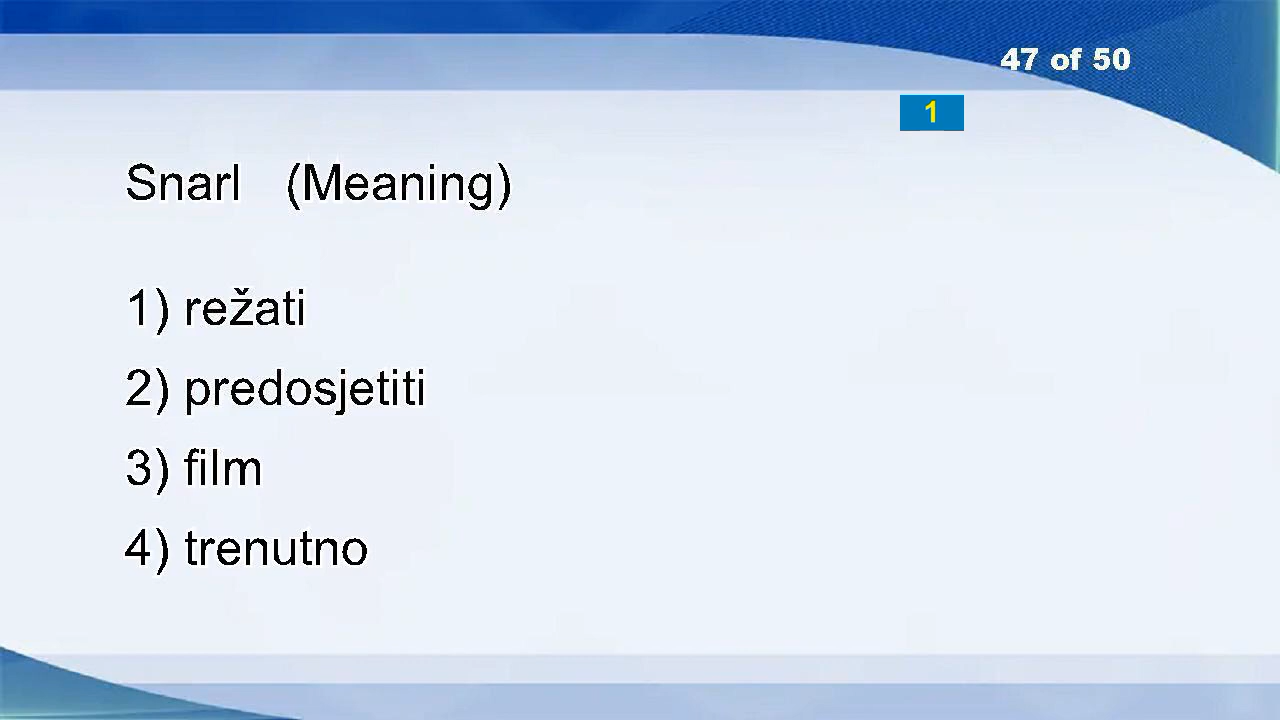 47 of 50
1
Snarl (Meaning)
1) režati
2) predosjetiti
3) film
4) trenutno